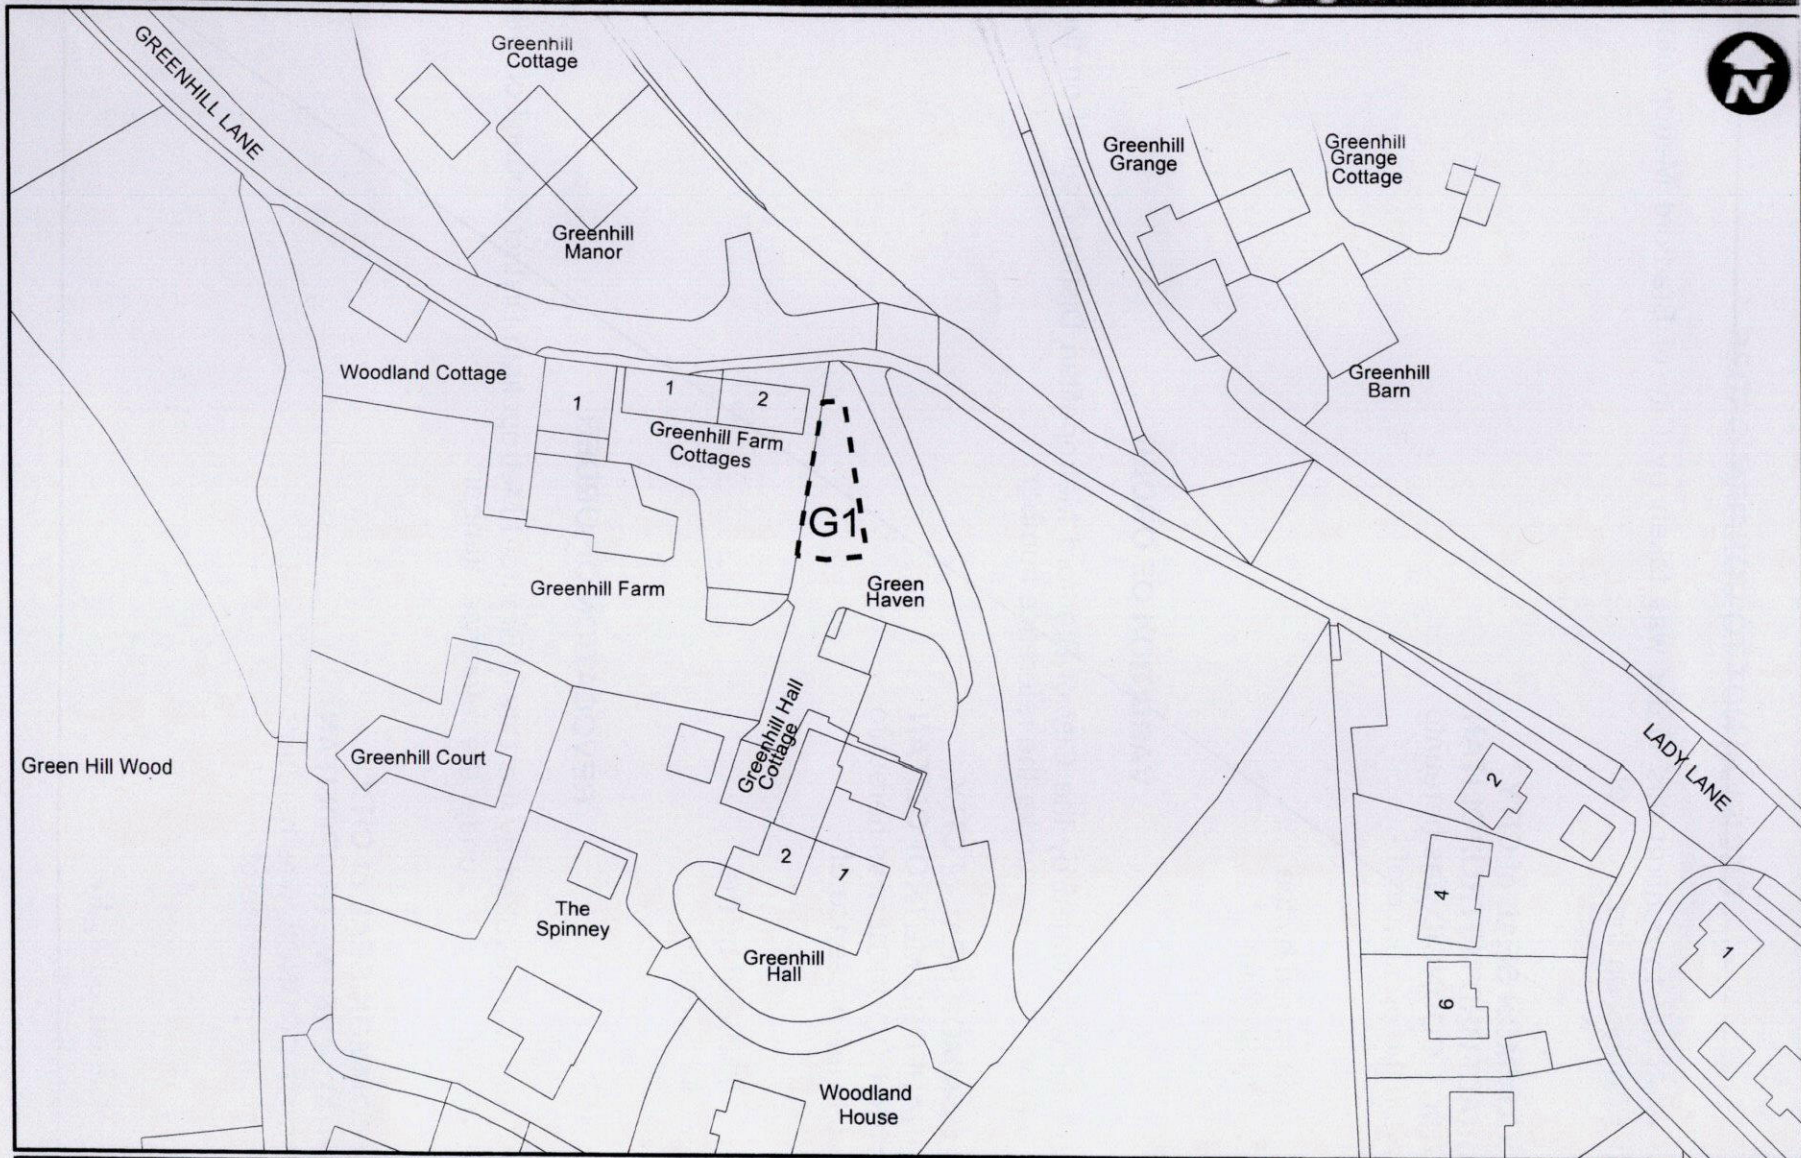 GREENHILL LANE
Greenhill
Cottage
N
Greenhill
Grange
Greenhill
Grange
Cottage
Greenhill
Manor
Woodland Cottage
1
1
2
Greenhill Farm
Cottages
Greenhill
Barn
G1
Greenhill Farm
Green
Haven
Green Hill Wood
Greenhill Court
Greenhill Hall
Cottage
LADY LANE
2
2
1
4
The
Spinney
Greenhill
Hall
1
6
Woodland
House